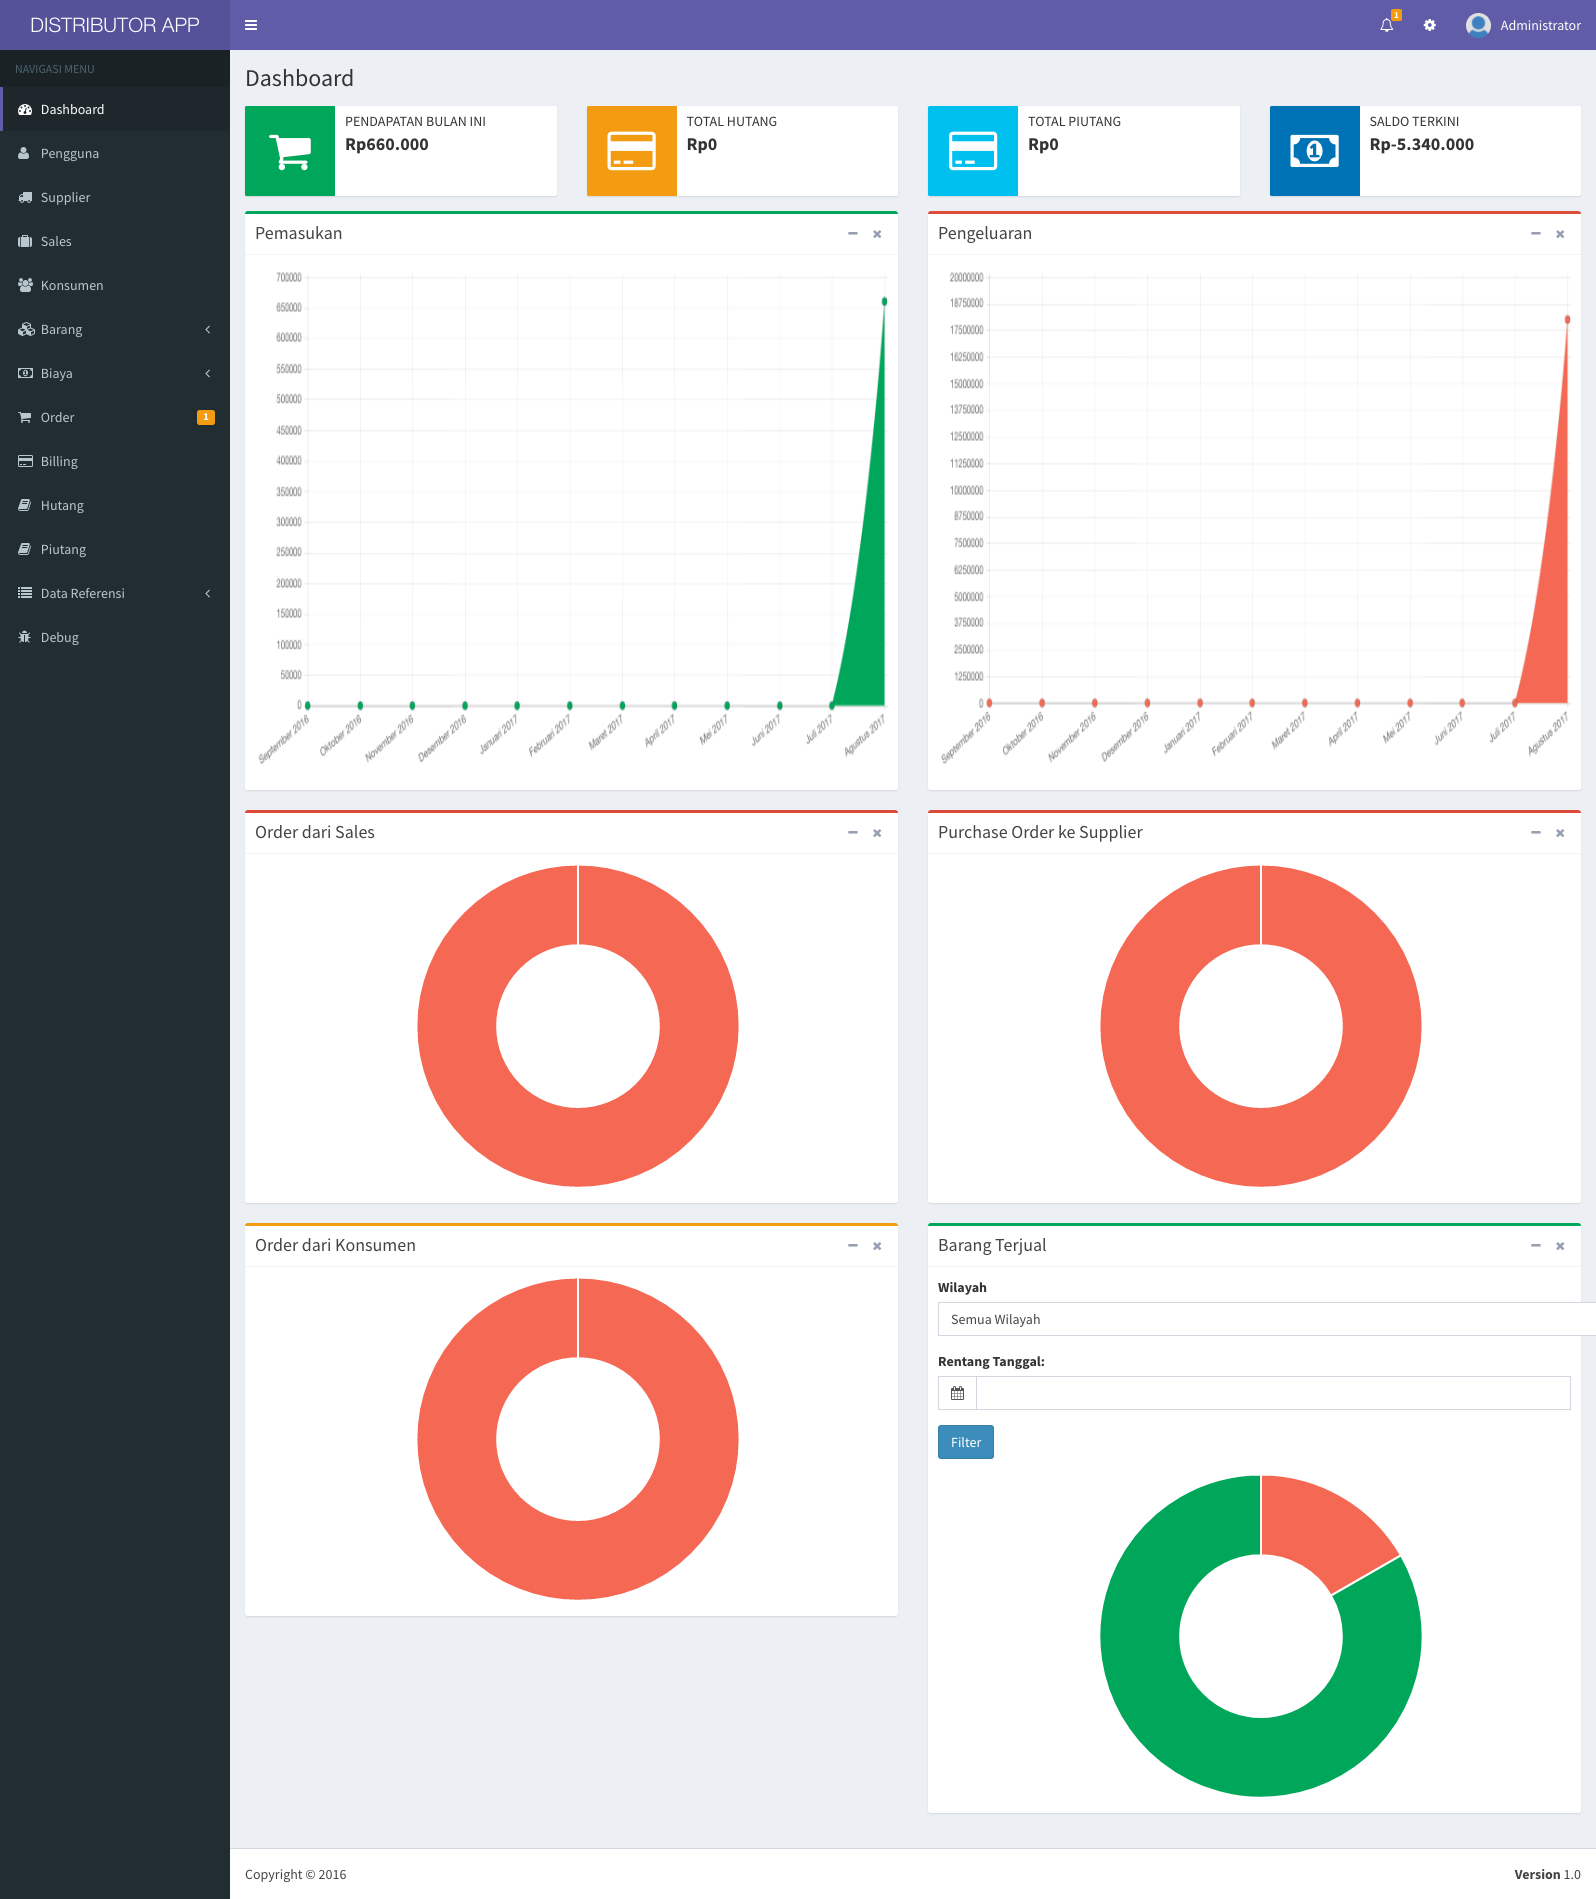 DISTRIBUTOR APP
1
Administrator
NAVIGASI MENU
Dashboard
Pengguna
Supplier
Sales
Konsumen
Barang
Biaya
Order
1
Billing
Hutang
Piutang
Data Referensi
Debug
Dashboard
PENDAPATAN BULAN INI
Rp660.000
TOTAL HUTANG
Rp0
TOTAL PIUTANG
Rp0
SALDO TERKINI
Rp-5.340.000
Pemasukan
700000
650000
600000
550000
500000
450000
400000
350000
300000
250000
200000
150000
100000
50000
0
September 2016
Oktober 2016
November 2016
Desember 2016
Januari 2017
Februari 2017
Maret 2017
April 2017
Mei 2017
Juni 2017
Juli 2017
Agustus 2017
Pengeluaran
20000000
18750000
17500000
16250000
15000000
13750000
12500000
11250000
10000000
8750000
7500000
6250000
5000000
3750000
2500000
1250000
0
September 2016
Oktober 2016
November 2016
Desember 2016
Januari 2017
Februari 2017
Maret 2017
April 2017
Mei 2017
Juni 2017
Juli 2017
Agustus 2017
Order dari Sales
Purchase Order ke Supplier
Order dari Konsumen
Barang Terjual
Wilayah
Semua Wilayah
Rentang Tanggal:
Filter
Copyright © 2016
Version 1.0